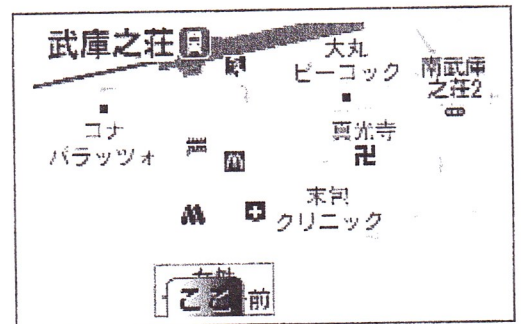 武庫之荘
大丸
ピーコック
南武庫
之荘2
コナ
パラッツォ
真光寺
末包
クリニック
ここ
前